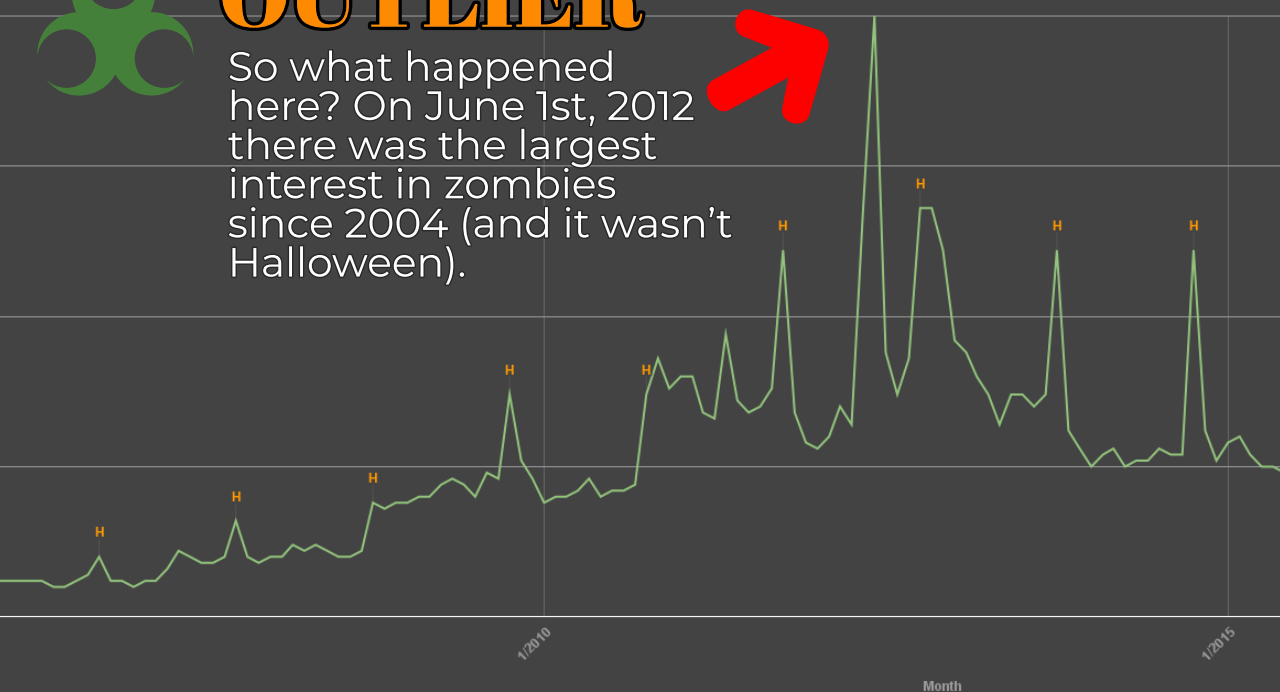 OUTLIER
So what happened
here? On June 1st, 2012
there was the largest
interest in zombies
since 2004 (and it wasn't
Halloween).
H
H
H
H
H
H
H
H
H
1/2010
1/2015
Month